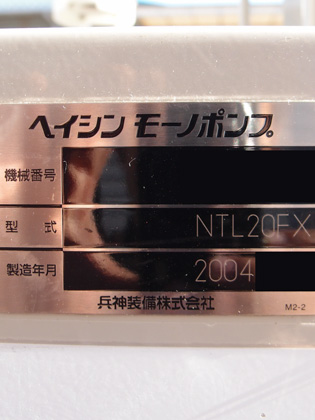 ヘイシン モーノポンプ
機械番号
型式 NTL20FX
製造年月 2004
兵神装備株式会社
M2-2